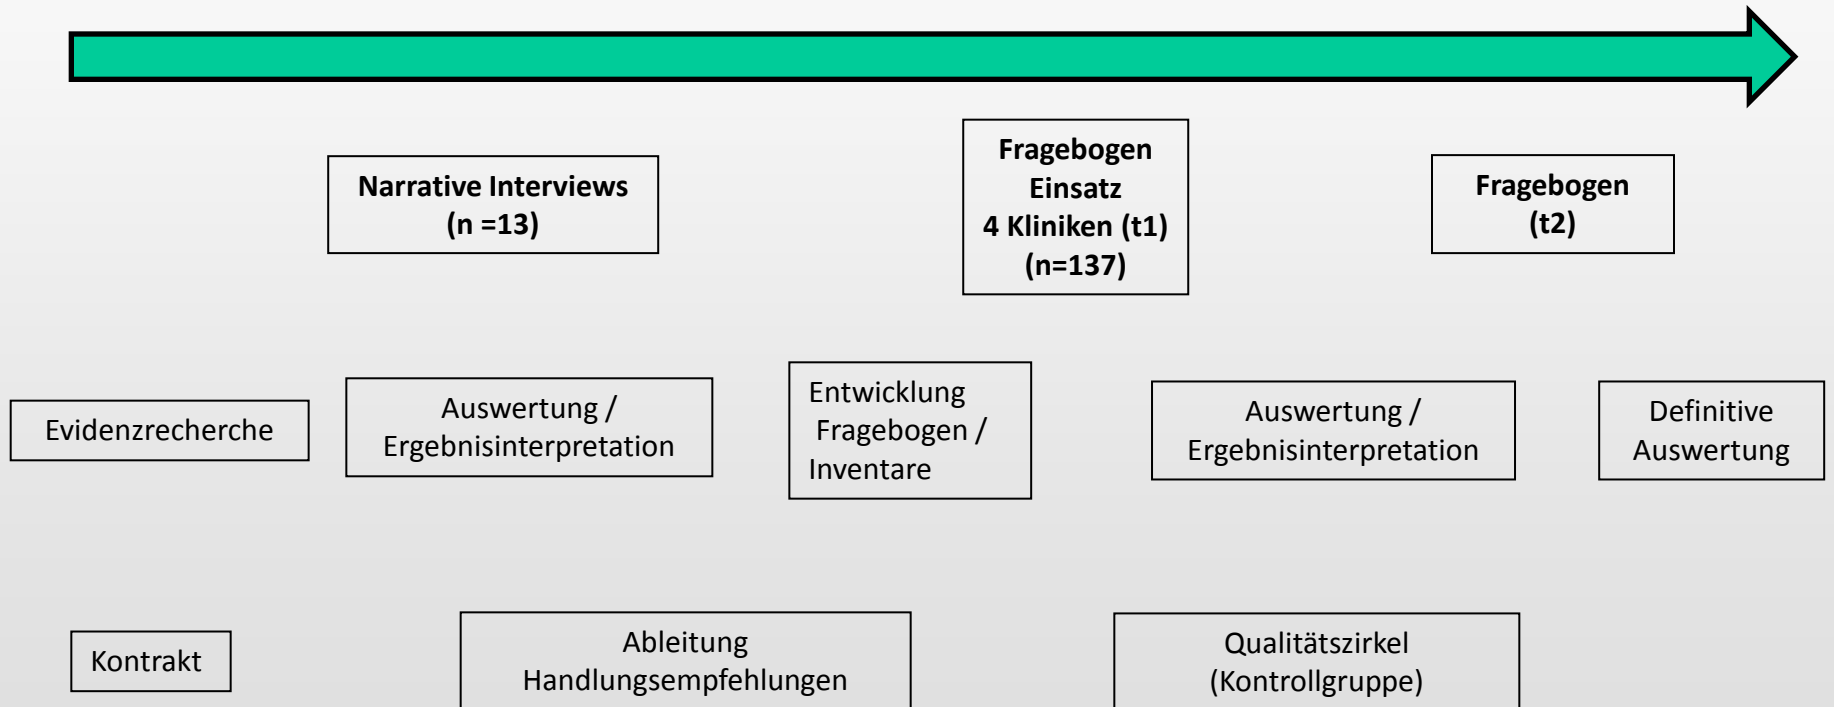 Narrative Interviews
(n =13)
Fragebogen
Einsatz
4 Kliniken (t1)
(n=137)
Fragebogen
(t2)
Evidenzrecherche
Auswertung /
Ergebnisinterpretation
Entwicklung
Fragebogen /
Inventare
Auswertung /
Ergebnisinterpretation
Definitive
Auswertung
Kontrakt
Ableitung
Handlungsempfehlungen
Qualitätszirkel
(Kontrollgruppe)